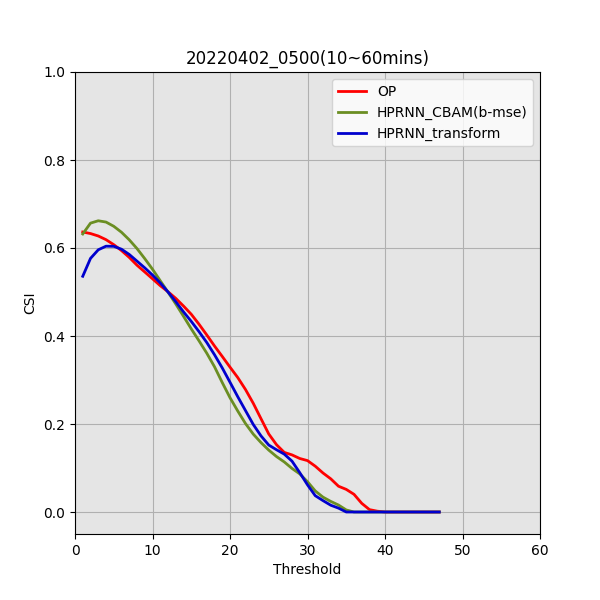 20220402_0500(10~60mins)
OP
HPRNN_CBAM(b-mse)
HPRNN_transform
1.0
0.8
0.6
0.4
0.2
0.0
CSI
0 10 20 30 40 50 60
Threshold